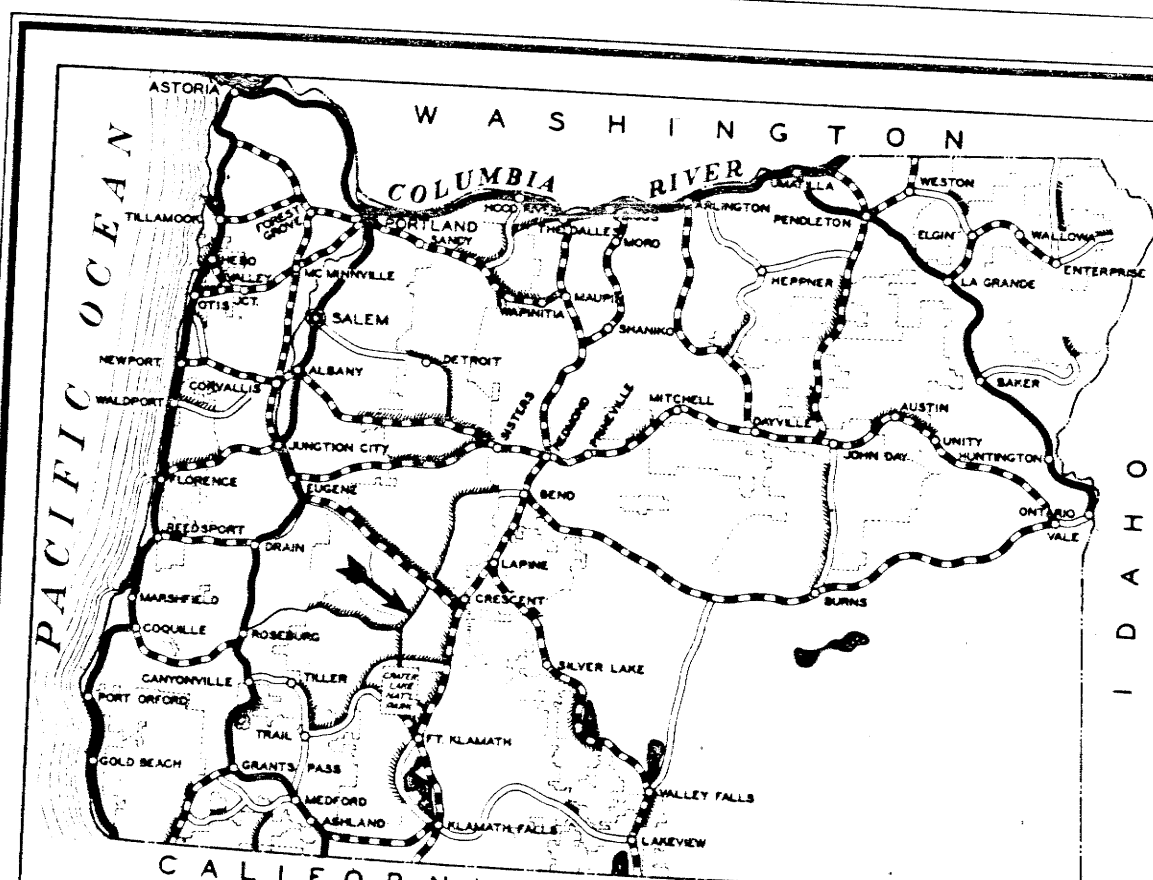 ASTORIA
WASHINGTON
COLUMBIA RIVER
PACIFIC OCEAN
IDAHO
UMATILLA
WESTON
TILLAMOOK
FOREST GROVE
PORTLAND
HOOD RIVER
THE DALLES
ARLINGTON
PENDLETON
ELGIN
WALLOWA
SANDY
MORO
ENTERPRISE
HEBO
VALLEY JCT.
MC MINNVILLE
HEPPNER
LA GRANDE
OTIS
WAPINITIA
MAUPIN
SALEM
SHANIKO
NEWPORT
ALBANY
DETROIT
CORVALLIS
BAKER
WALDPORT
SISTERS
REDMOND
PRINEVILLE
MITCHELL
DAYVILLE
AUSTIN
JUNCTION CITY
JOHN DAY
UNITY
HUNTINGTON
FLORENCE
EUGENE
BEND
ONTARIO
VALE
REEDSPORT
DRAIN
LAPINE
MARSHFIELD
CRESCENT
BURNS
COQUILLE
ROSEBURG
SILVER LAKE
CANYONVILLE
TILLER
CRATER
LAKE
NAT'L
PARK
PORT ORFORD
TRAIL
FT. KLAMATH
GOLD BEACH
GRANTS PASS
MEDFORD
VALLEY FALLS
ASHLAND
KLAMATH FALLS
LAKEVIEW
CALIFORN